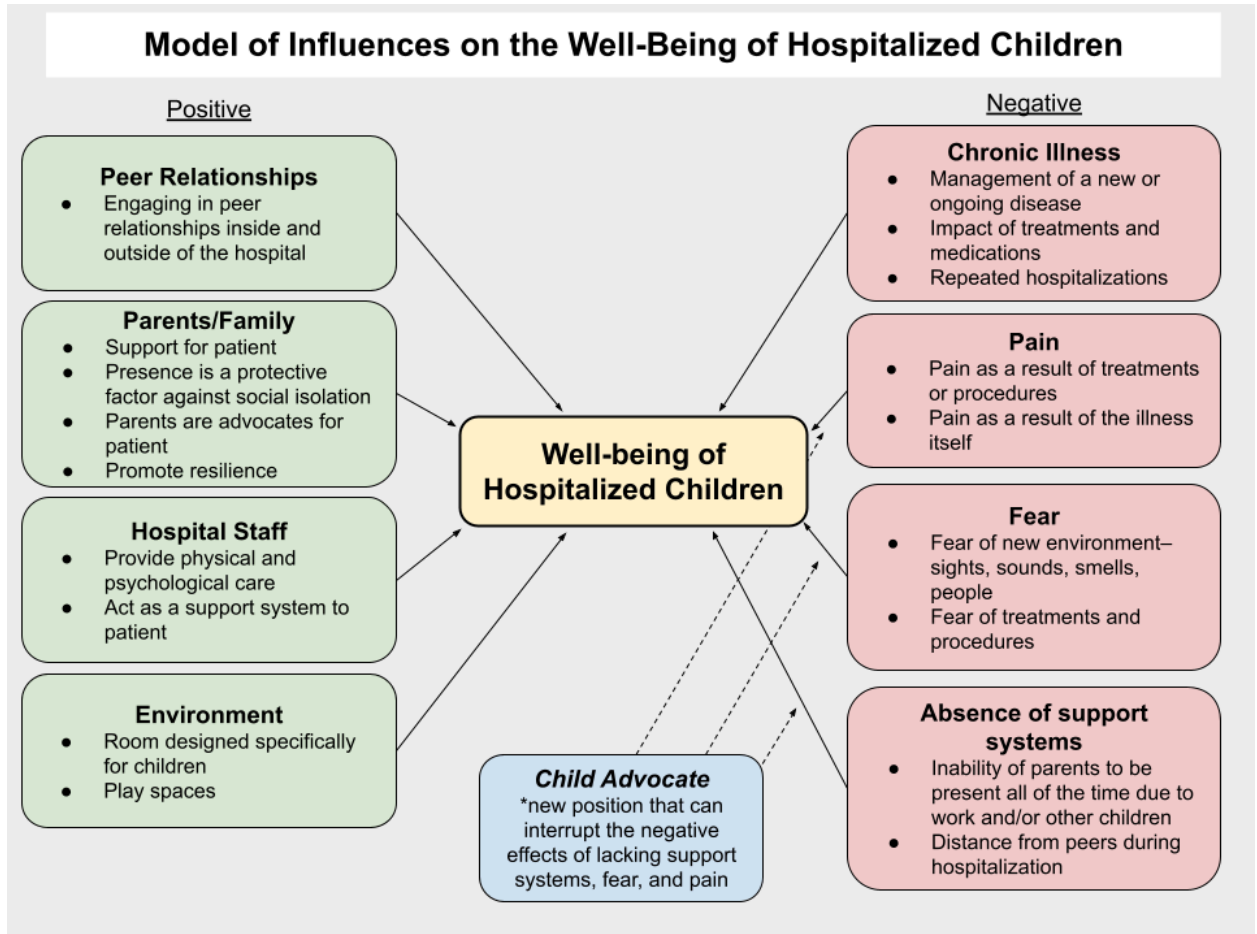 Model of Influences on the Well-Being of Hospitalized Children
Positive
Peer Relationships
● Engaging in peer
relationships inside and
outside of the hospital
Parents/Family
● Support for patient
● Presence is a protective
factor against social isolation
● Parents are advocates for
patient
● Promote resilience
Hospital Staff
● Provide physical and
psychological care
● Act as a support system to
patient
Environment
● Room designed specifically
for children
● Play spaces
Well-being of
Hospitalized Children
Child Advocate
*new position that can
interrupt the negative
effects of lacking support
systems, fear, and pain
Negative
Chronic Illness
● Management of a new or
ongoing disease
● Impact of treatments and
medications
● Repeated hospitalizations
Pain
● Pain as a result of treatments
or procedures
● Pain as a result of the illness
itself
Fear
● Fear of new environment–
sights, sounds, smells,
people
● Fear of treatments and
procedures
Absence of support
systems
● Inability of parents to be
present all of the time due to
work and/or other children
● Distance from peers during
hospitalization